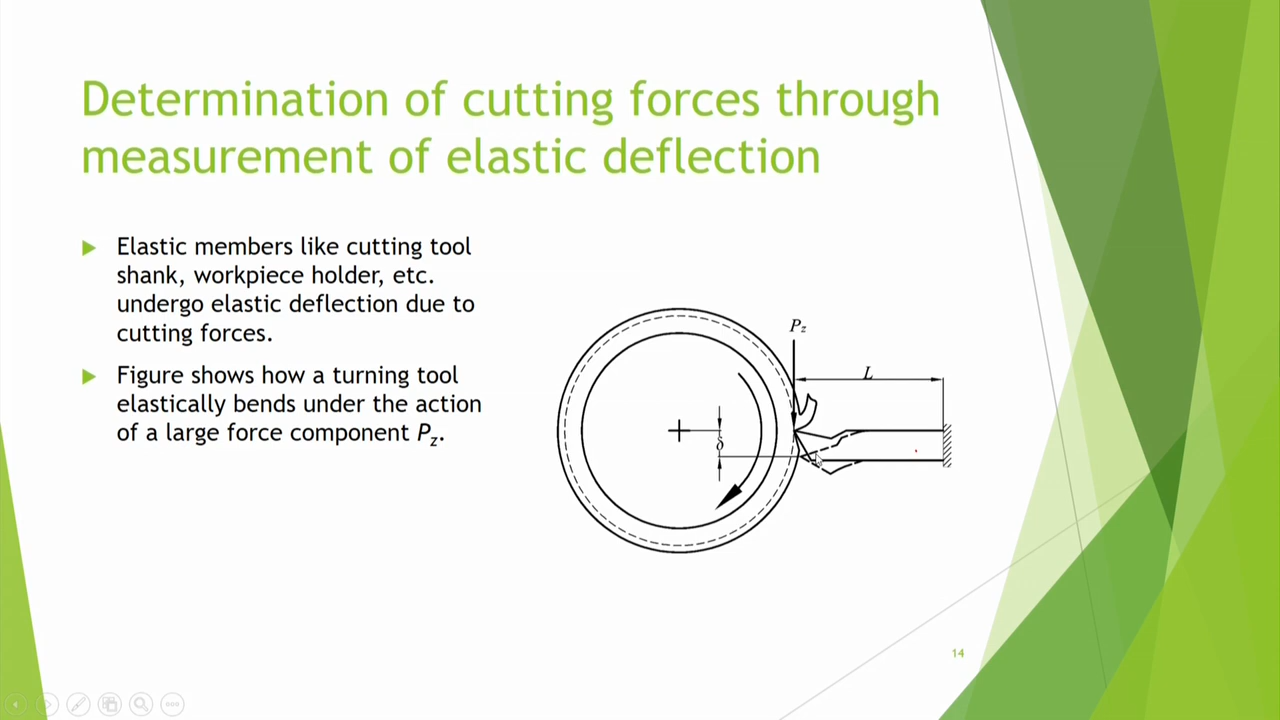 Determination of cutting forces through
measurement of elastic deflection
Elastic members like cutting tool
shank, workpiece holder, etc.
undergo elastic deflection due to
cutting forces.
Figure shows how a turning tool
elastically bends under the action
of a large force component Pz.
Pz
L
δ
14